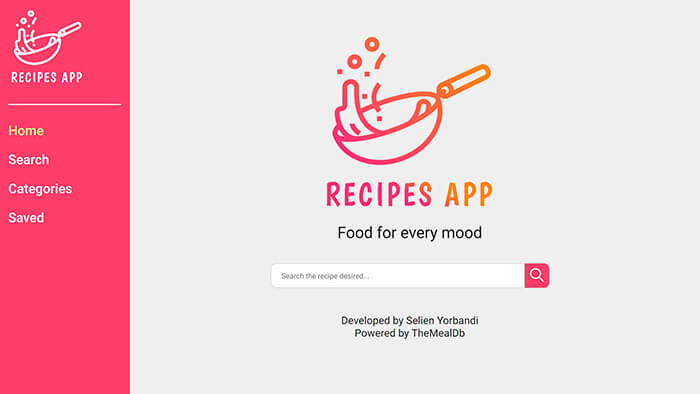 RECIPES APP
Home
Search
Categories
Saved
RECIPES APP
Food for every mood
Search the recipe desired...
Developed by Selien Yorbandi
Powered by TheMealDb